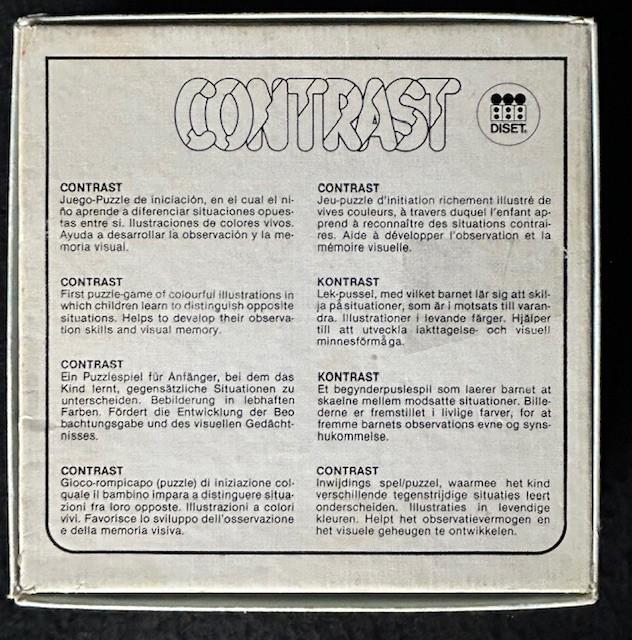 CONTRAST
DISET
CONTRAST
Juego-Puzzle de iniciación, en el cual el ni-
ño aprende a diferenciar situaciones opues-
tas entre si. Ilustraciones de colores vivos.
Ayuda a desarrollar la observación y la me-
moria visual.
CONTRAST
First puzzle-game of colourful illustrations in
which children learn to distinguish opposite
situations. Helps to develop their observa-
tion skills and visual memory.
CONTRAST
Ein Puzzlespiel für Anfänger, bei dem das
Kind lernt, gegensätzliche Situationen zu
unterscheiden. Bebilderung in lebhaften
Farben. Fördert die Entwicklung der Beo
bachtungsgabe und des visuellen Gedächt-
nisses.
CONTRAST
Gioco-rompicapo (puzzle) di iniziazione col-
quale il bambino impara a distinguere situa-
zioni fra loro opposte. Illustrazioni a colori
vivi. Favorisce lo sviluppo dell'osservazione
e della memoria visiva.
CONTRAST
Jeu-puzzle d'initiation richement illustré de
vives couleurs, à travers duquel l'enfant ap-
prend à reconnaître des situations contrai-
res. Aide à développer l'observation et la
mémoire visuelle.
KONTRAST
Lek-pussel, med vilket barnet lär sig att skil-
ja på situationer, som är i motsats till varan-
dra. Illustrationer i levande färger. Hjälper
till att utveckla iakttagelse- och visuell
minnesförmåga.
KONTRAST
Et begynderpuslespil som laerer barnet at
skaelne mellem modsatte situationer. Bille-
derne er fremstillet i livlige farver, for at
fremme barnets observations evne og syns-
hukommelse.
CONTRAST
Inwijdings spel/puzzel, waarmee het kind
verschillende tegenstrijdige situaties leert
onderscheiden. Illustraties in levendige
kleuren. Helpt het observatievermogen en
het visuele geheugen te ontwikkelen.